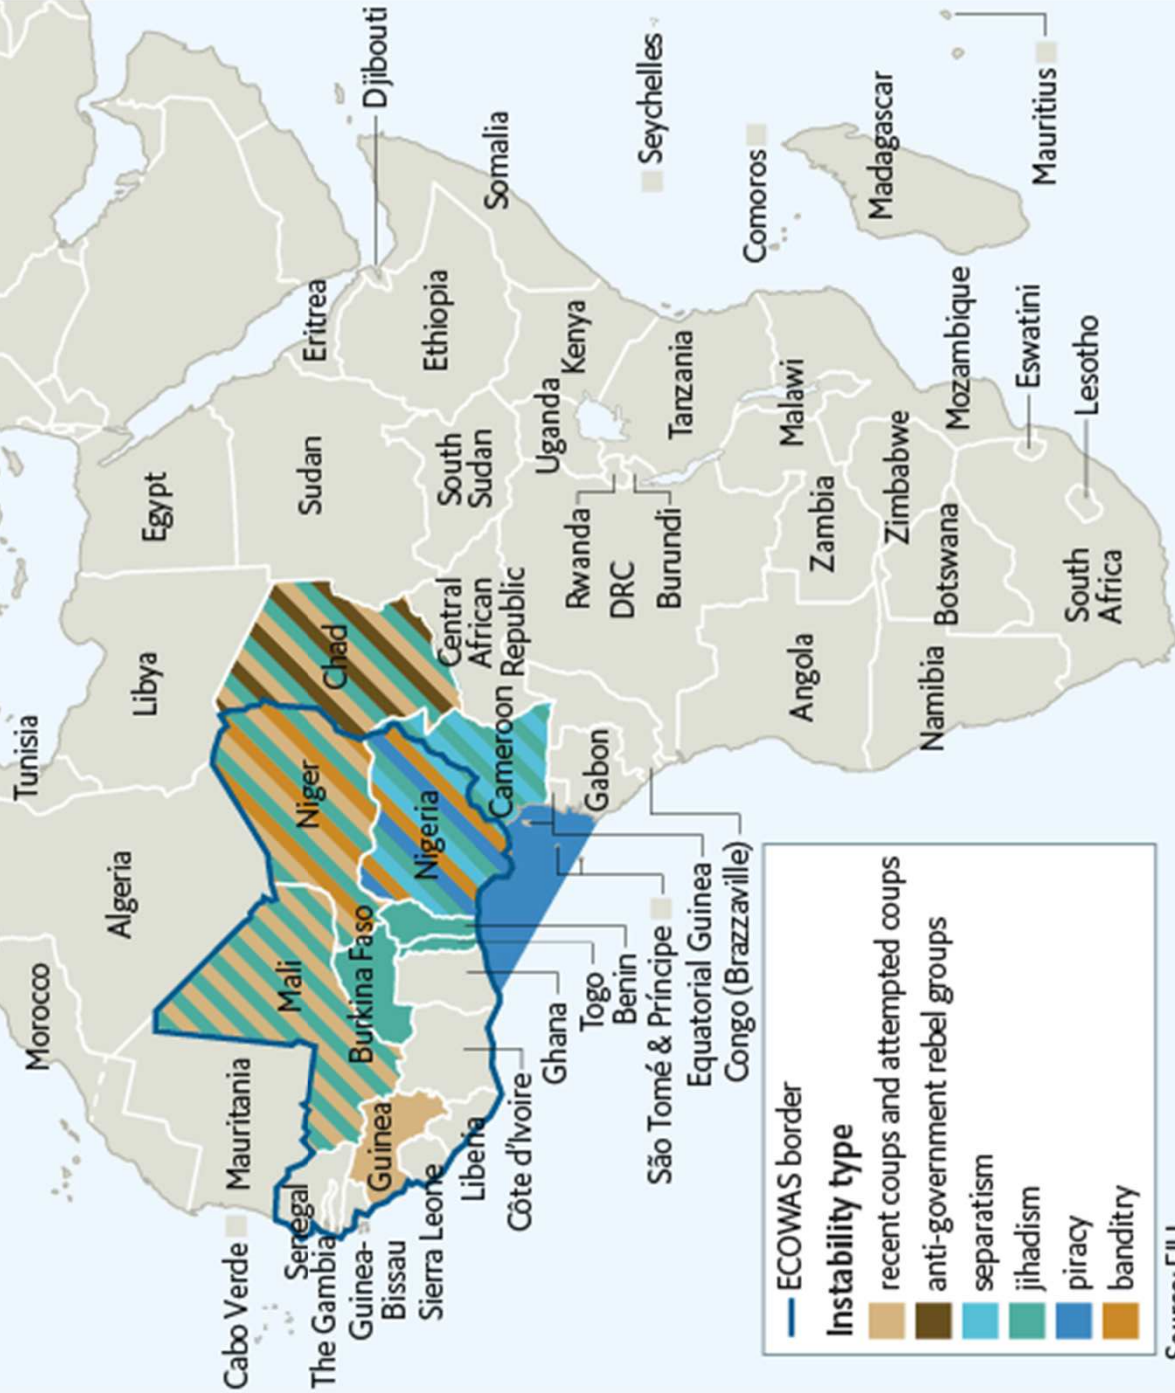 Tunisia
Morocco
Algeria
Libya
Egypt
Cabo Verde
Mauritania
Mali
Niger
Chad
Sudan
Eritrea
Djibouti
Senegal
The Gambia
Guinea-
Bissau
Guinea
Sierra Leone
Liberia
Côte d'Ivoire
Burkina Faso
Ghana
Togo
Benin
Nigeria
Cameroon
Central
African
Republic
South
Sudan
Ethiopia
Somalia
São Tomé & Príncipe
Equatorial Guinea
Congo (Brazzaville)
Gabon
Rwanda
DRC
Burundi
Uganda
Kenya
Tanzania
Seychelles
Comoros
Angola
Zambia
Malawi
Madagascar
Mauritius
Namibia
Botswana
Zimbabwe
Mozambique
Eswatini
Lesotho
South
Africa
ECOWAS border
Instability type
recent coups and attempted coups
anti-government rebel groups
separatism
jihadism
piracy
banditry